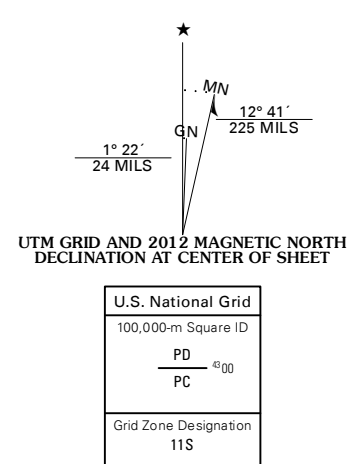 ★
MN
GN
12° 41´
225 MILS
1° 22´
24 MILS
UTM GRID AND 2012 MAGNETIC NORTH
DECLINATION AT CENTER OF SHEET
U.S. National Grid
100,000-m Square ID
PD
4300
PC
Grid Zone Designation
11S